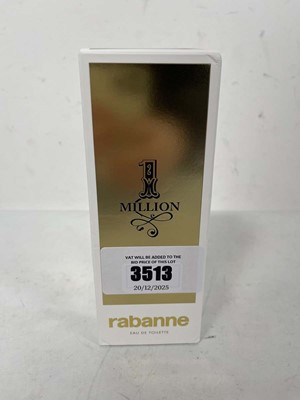 1
MILLION
VAT WILL BE ADDED TO THE
BID PRICE OF THIS LOT
3513
20/12/2025
rabanne
EAU DE TOILETTE